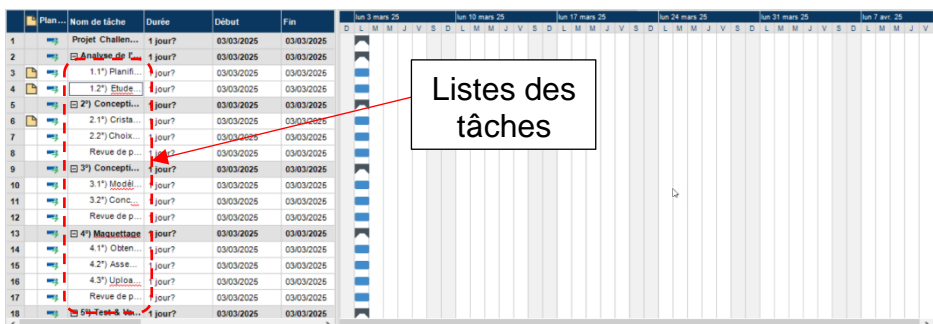 Plan... Nom de tâche Durée Début Fin lun 3 mars 25 lun 10 mars 25 lun 17 mars 25 lun 24 mars 25 lun 31 mars 25 lun 7 avr. 25
D L M M J V S D L M M J V S D L M M J V S D L M M J V S D L M M J V S D L M M J V
1 Projet Challen... 1 jour? 03/03/2025 03/03/2025
2 Analyse de l'... 1 jour? 03/03/2025 03/03/2025
3 1.1°) Planifi... 1 jour? 03/03/2025 03/03/2025
4 1.2°) Etude... 1 jour? 03/03/2025 03/03/2025
5 2°) Concepti... 1 jour? 03/03/2025 03/03/2025
6 2.1°) Crista... 1 jour? 03/03/2025 03/03/2025
7 2.2°) Choix... 1 jour? 03/03/2025 03/03/2025
8 Revue de p... 1 jour? 03/03/2025 03/03/2025
9 3°) Concepti... 1 jour? 03/03/2025 03/03/2025
10 3.1°) Modèl... 1 jour? 03/03/2025 03/03/2025
11 3.2°) Conc... 1 jour? 03/03/2025 03/03/2025
12 Revue de p... 1 jour? 03/03/2025 03/03/2025
13 4°) Maquettage 1 jour? 03/03/2025 03/03/2025
14 4.1°) Obten... 1 jour? 03/03/2025 03/03/2025
15 4.2°) Asse... 1 jour? 03/03/2025 03/03/2025
16 4.3°) Uploa... 1 jour? 03/03/2025 03/03/2025
17 Revue de p... 1 jour? 03/03/2025 03/03/2025
18 5°) Test & Va... 1 jour? 03/03/2025 03/03/2025
Listes des
tâches